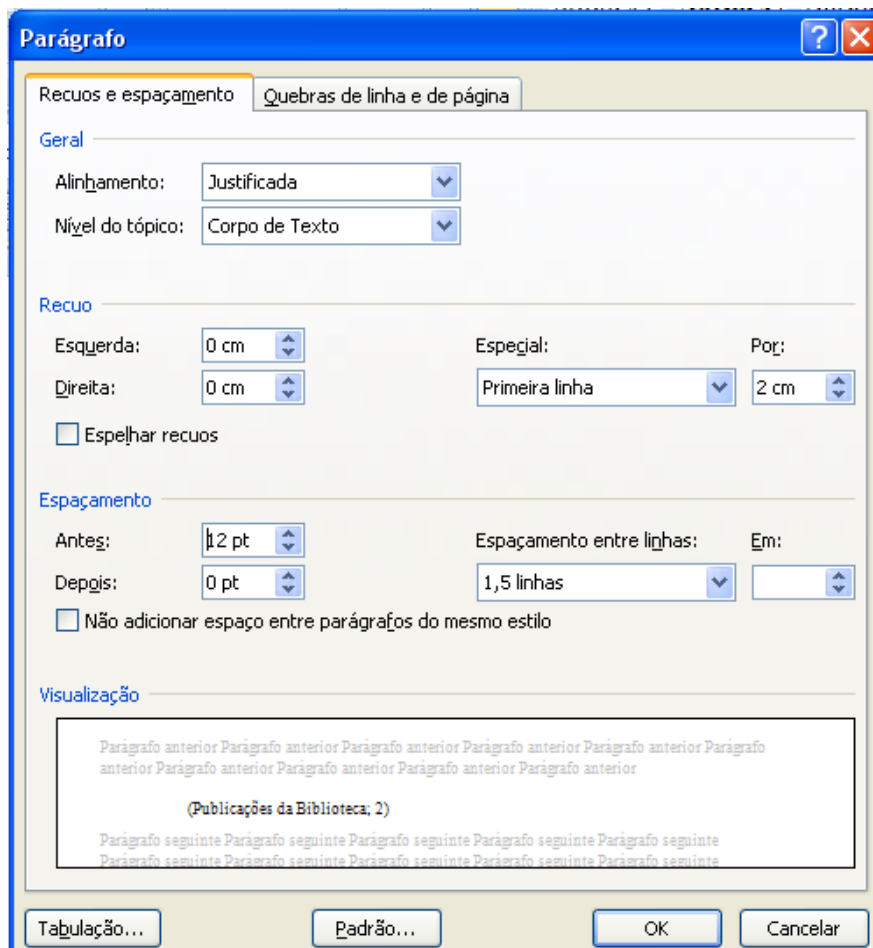 Parágrafo
Recuos e espaçamento Quebras de linha e de página
Geral
Alinhamento: Justificada
Nível do tópico: Corpo de Texto
Recuo
Esquerda: 0 cm Especial: Por:
Direita: 0 cm Primeira linha 2 cm
Espelhar recuos
Espaçamento
Antes: 12 pt Espaçamento entre linhas: Em:
Depois: 0 pt 1,5 linhas
Não adicionar espaço entre parágrafos do mesmo estilo
Visualização
Parágrafo anterior Parágrafo anterior Parágrafo anterior Parágrafo anterior Parágrafo anterior Parágrafo
anterior Parágrafo anterior Parágrafo anterior Parágrafo anterior Parágrafo anterior
(Publicações da Biblioteca; 2)
Parágrafo seguinte Parágrafo seguinte Parágrafo seguinte Parágrafo seguinte Parágrafo seguinte
Parágrafo seguinte Parágrafo seguinte Parágrafo seguinte Parágrafo seguinte Parágrafo seguinte
Tabulação... Padrão... OK Cancelar